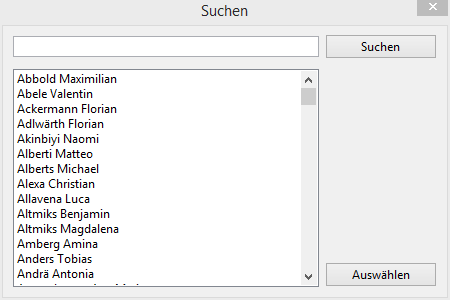 Suchen
Suchen
Abbold Maximilian
Abele Valentin
Ackermann Florian
Adlwärth Florian
Akinbiyi Naomi
Alberti Matteo
Alberts Michael
Alexa Christian
Allavena Luca
Altmiks Benjamin
Altmiks Magdalena
Amberg Amina
Anders Tobias
Andrä Antonia
Auswählen